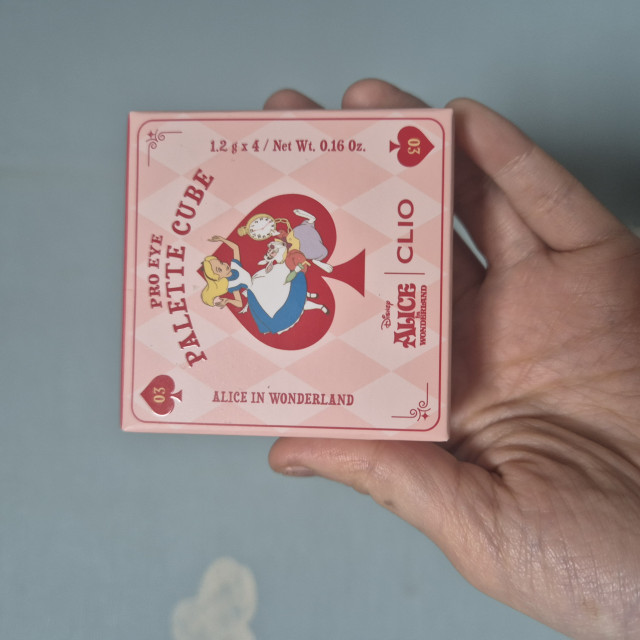 1.2 g x 4 / Net Wt. 0.16 Oz.
03
PRO EYE
PALETTE CUBE
Disney
ALICE
IN
WONDERLAND
CLIO
03
ALICE IN WONDERLAND